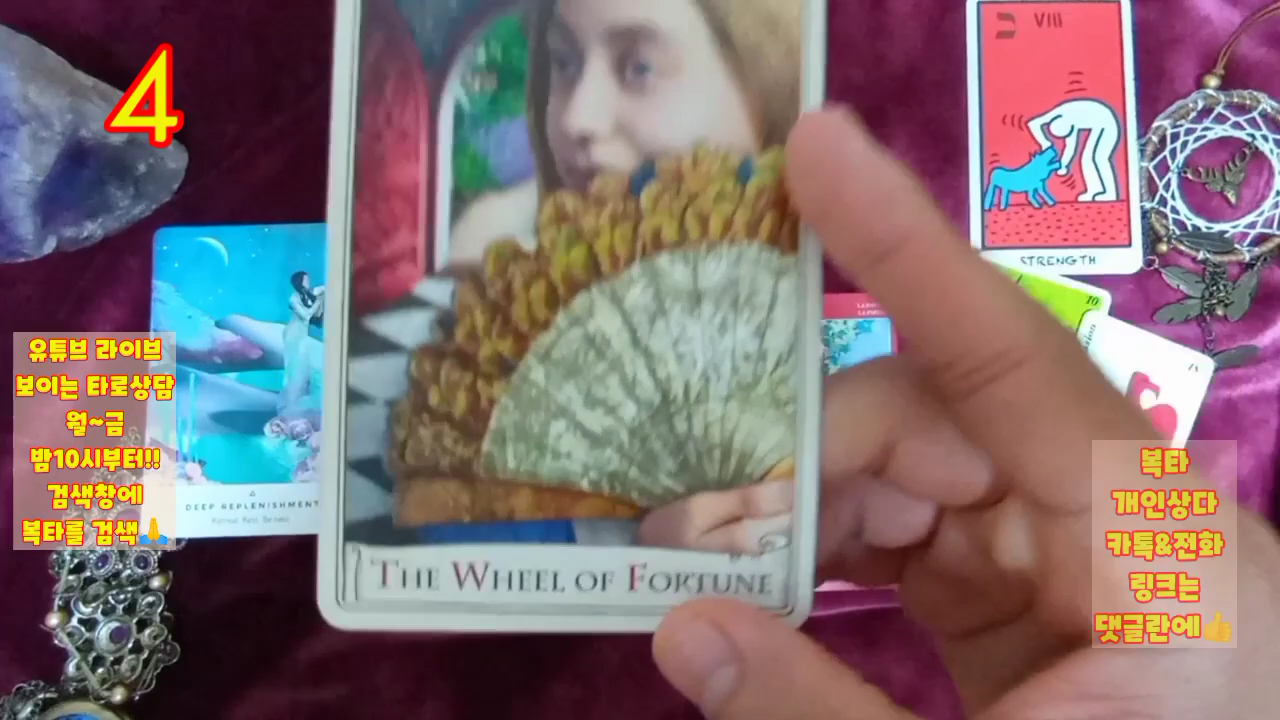 4
VIII
STRENGTH
10
유튜브 라이브
보이는 타로상담
월~금
밤10시부터!!
검색창에
복타를 검색🙏
DEEP REPLENISHMENT
THE WHEEL OF FORTUNE
복타
개인상다
카톡&전화
링크는
댓글란에👍